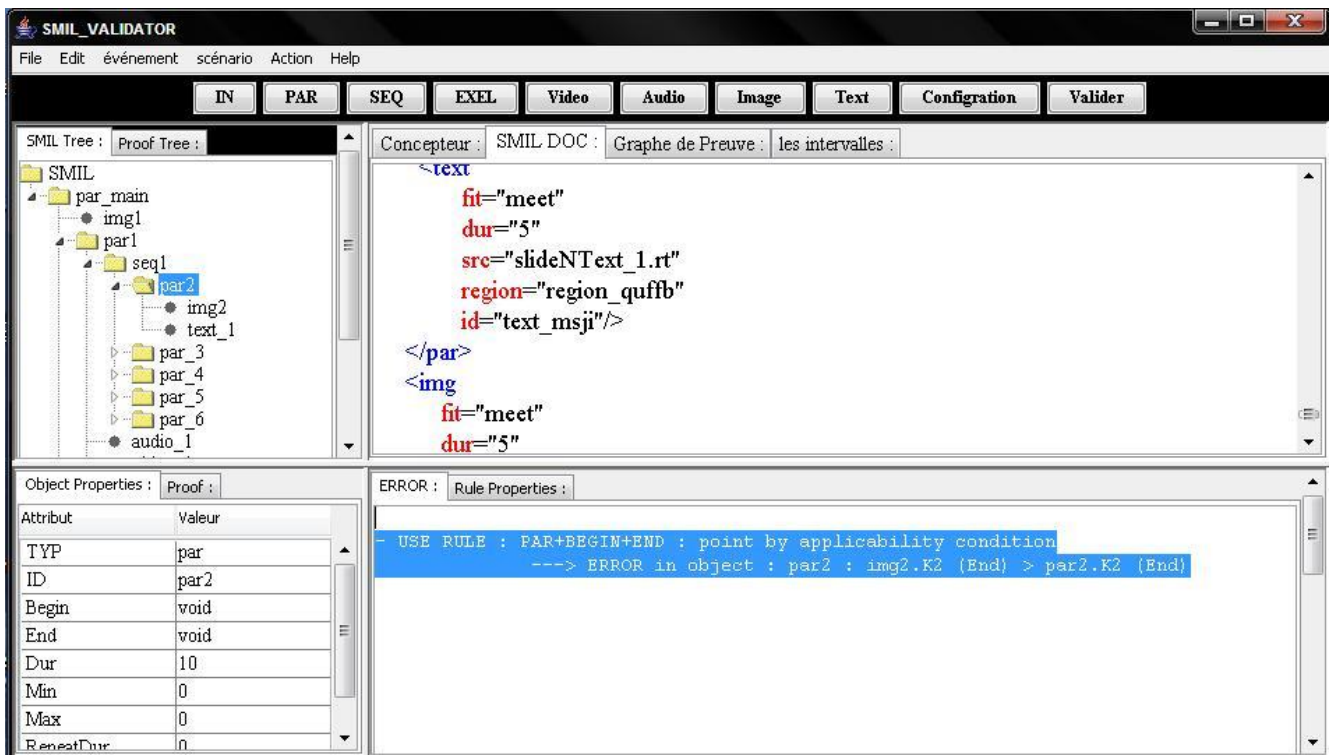 SMIL_VALIDATOR
File Edit événement scénario Action Help
IN PAR SEQ EXEL Video Audio Image Text Configration Valider
SMIL Tree : Proof Tree :
SMIL
par_main
img1
par1
seq1
par2
img2
text_1
par_3
par_4
par_5
par_6
audio_1
Concepteur : SMIL DOC : Graphe de Preuve : les intervalles :
<text
fit="meet"
dur="5"
src="slideNText_1.rt"
region="region_quffb"
id="text_msji"/>
</par>
<img
fit="meet"
dur="5"
Object Properties : Proof :
Attribut Valeur
TYP par
ID par2
Begin void
End void
Dur 10
Min 0
Max 0
RepeatDur 0
ERROR : Rule Properties :
- USE RULE : PAR+BEGIN+END : point by applicability condition
---> ERROR in object : par2 : img2.K2 (End) > par2.K2 (End)